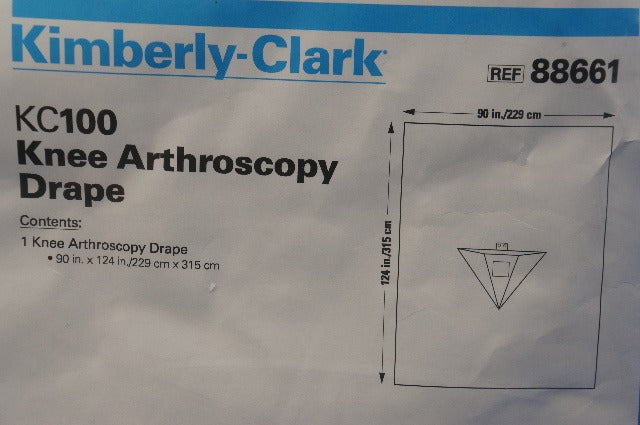 Kimberly-Clark
REF 88661
KC100
Knee Arthroscopy
Drape
Contents:
1 Knee Arthroscopy Drape
• 90 in. x 124 in./229 cm x 315 cm
90 in./229 cm
124 in./315 cm